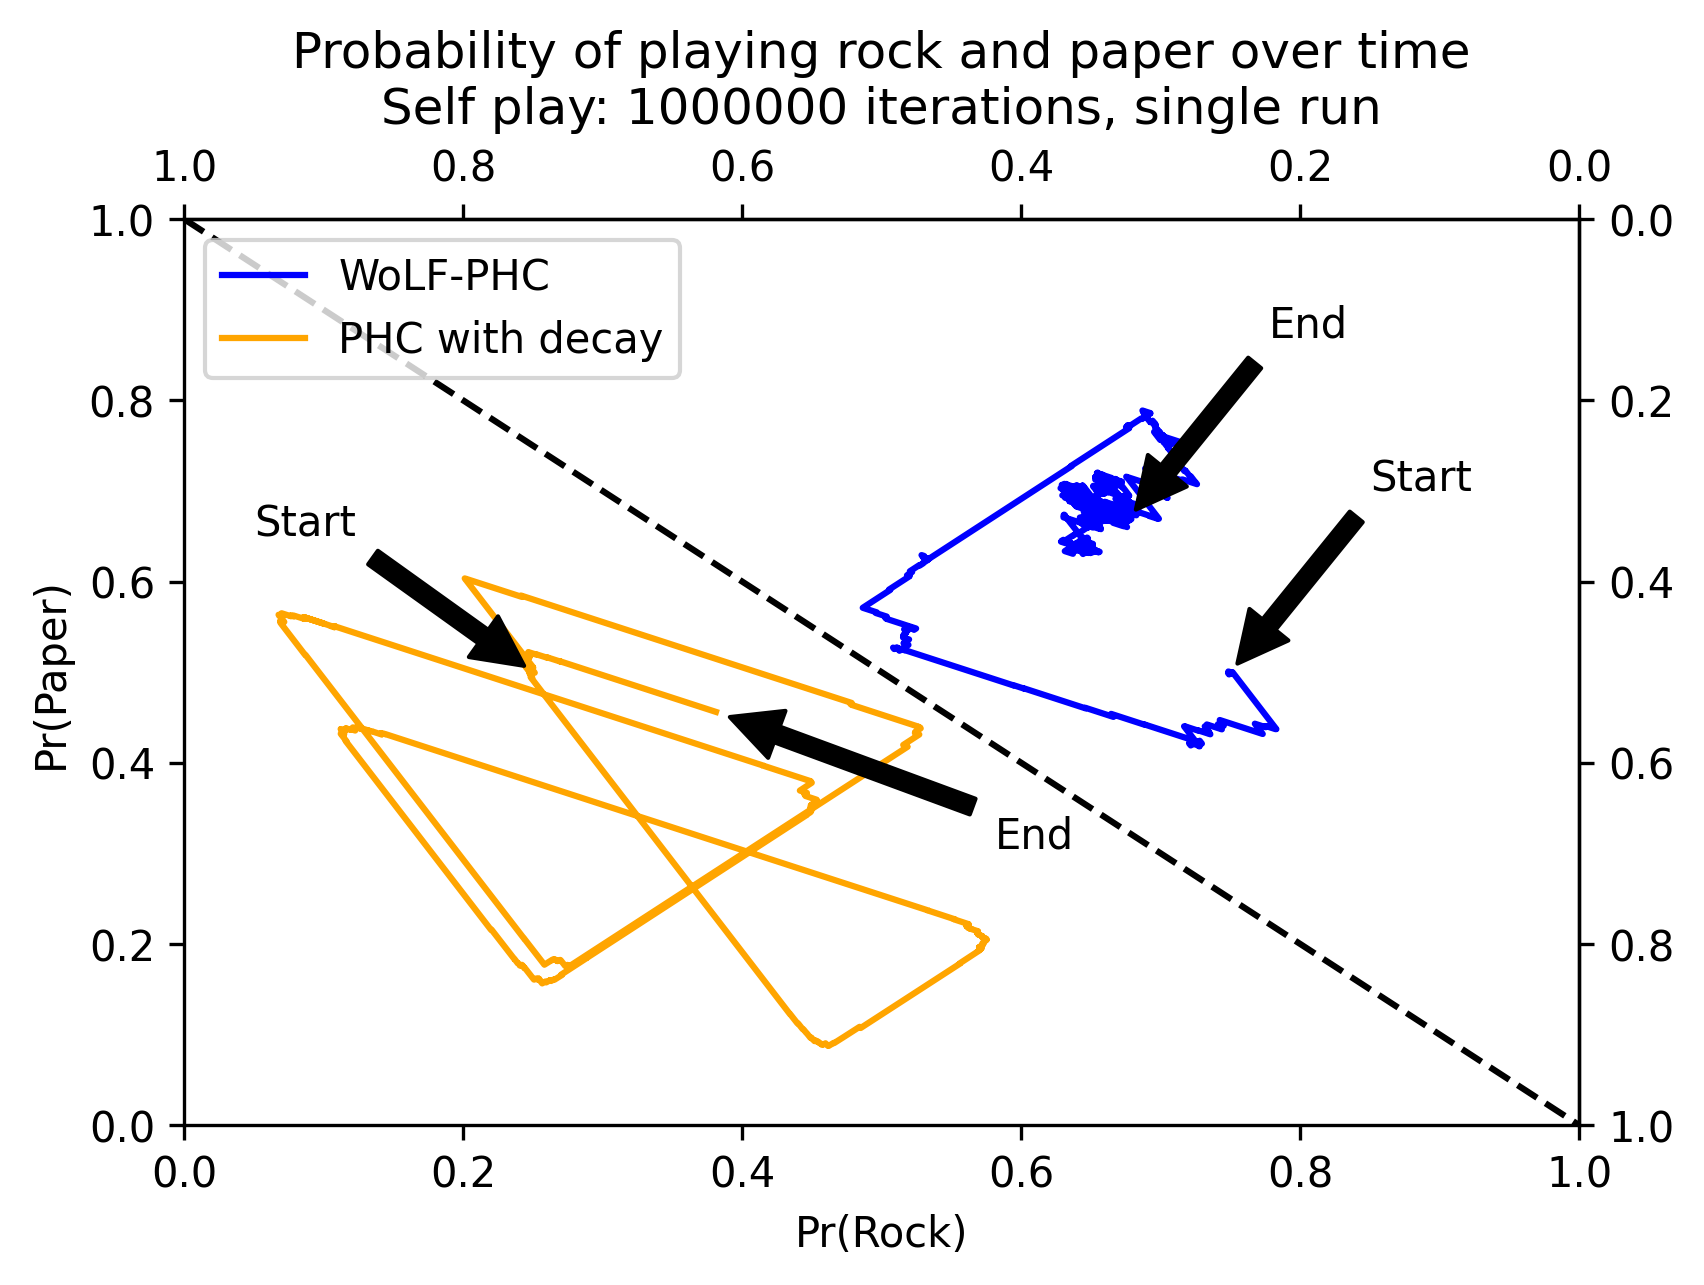 Probability of playing rock and paper over time
Self play: 1000000 iterations, single run
1.0 0.8 0.6 0.4 0.2 0.0
1.0 0.0
WoLF-PHC
PHC with decay
End
0.8 0.2
Start
Start
0.6 0.4
Pr(Paper)
0.4 0.6
End
0.2 0.8
0.0 1.0
0.0 0.2 0.4 0.6 0.8 1.0
Pr(Rock)